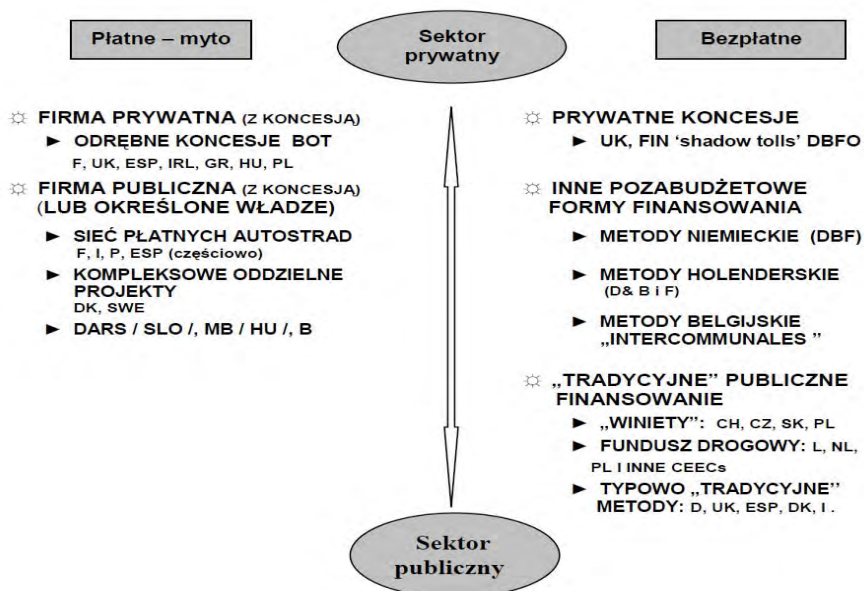 Płatne – myto
Sektor
prywatny
Bezpłatne
☼ FIRMA PRYWATNA (Z KONCESJĄ)
► ODRĘBNE KONCESJE BOT
F, UK, ESP, IRL, GR, HU, PL
☼ FIRMA PUBLICZNA (Z KONCESJĄ)
(LUB OKREŚLONE WŁADZE)
► SIEĆ PŁATNYCH AUTOSTRAD
F, I, P, ESP (częściowo)
► KOMPLEKSOWE ODDZIELNE
PROJEKTY
DK, SWE
► DARS / SLO /, MB / HU /, B
☼ PRYWATNE KONCESJE
► UK, FIN ‘shadow tolls’ DBFO
☼ INNE POZABUDŻETOWE
FORMY FINANSOWANIA
► METODY NIEMIECKIE (DBF)
► METODY HOLENDERSKIE
(D& B i F)
► METODY BELGIJSKIE
„INTERCOMMUNALES ”
☼ „TRADYCYJNE” PUBLICZNE
FINANSOWANIE
► „WINIETY”: CH, CZ, SK, PL
► FUNDUSZ DROGOWY: L, NL,
PL I INNE CEECs
► TYPOWO „TRADYCYJNE”
METODY: D, UK, ESP, DK, I .
Sektor
publiczny